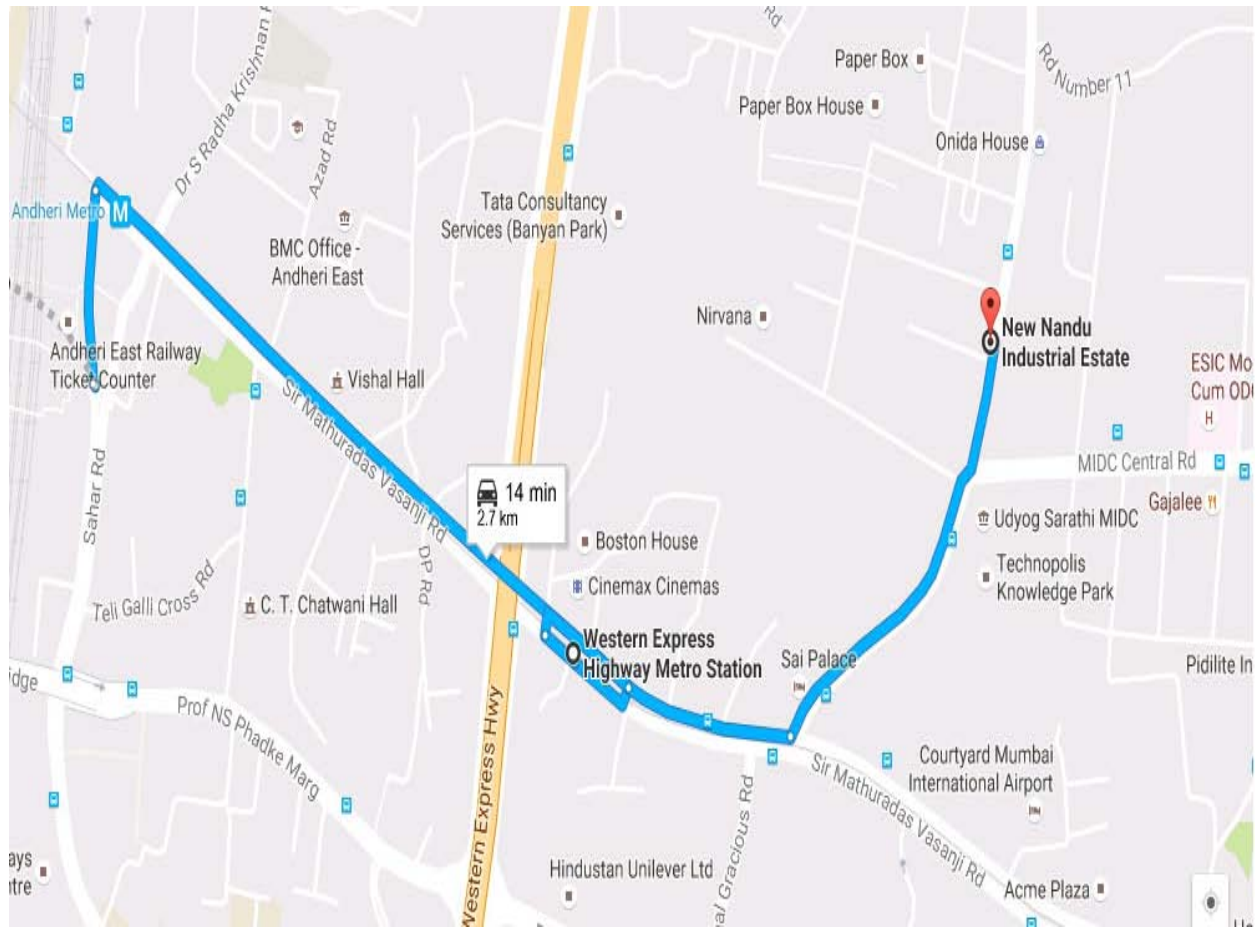 Rd
Paper Box
Rd Number 11
Paper Box House
Onida House
Dr S Radha Krishnan
Azad Rd
Andheri Metro M
Tata Consultancy
Services (Banyan Park)
BMC Office -
Andheri East
Nirvana
New Nandu
Industrial Estate
Andheri East Railway
Ticket Counter
Vishal Hall
ESIC Mo
Cum OD
H
Sir Mathuradas Vasanji Rd
MIDC Central Rd
14 min
2.7 km
Gajalee
Sahar Rd
Udyog Sarathi MIDC
Boston House
DP Rd
Technopolis
Knowledge Park
Cinemax Cinemas
Teli Galli Cross Rd
C. T. Chatwani Hall
Western Express
Highway Metro Station
Sai Palace
Pidilite In
idge
Prof NS Phadke Marg
Western Express Hwy
Courtyard Mumbai
International Airport
Sir Mathuradas Vasanji Rd
Hindustan Unilever Ltd
al Gracious Rd
ays
tre
Acme Plaza